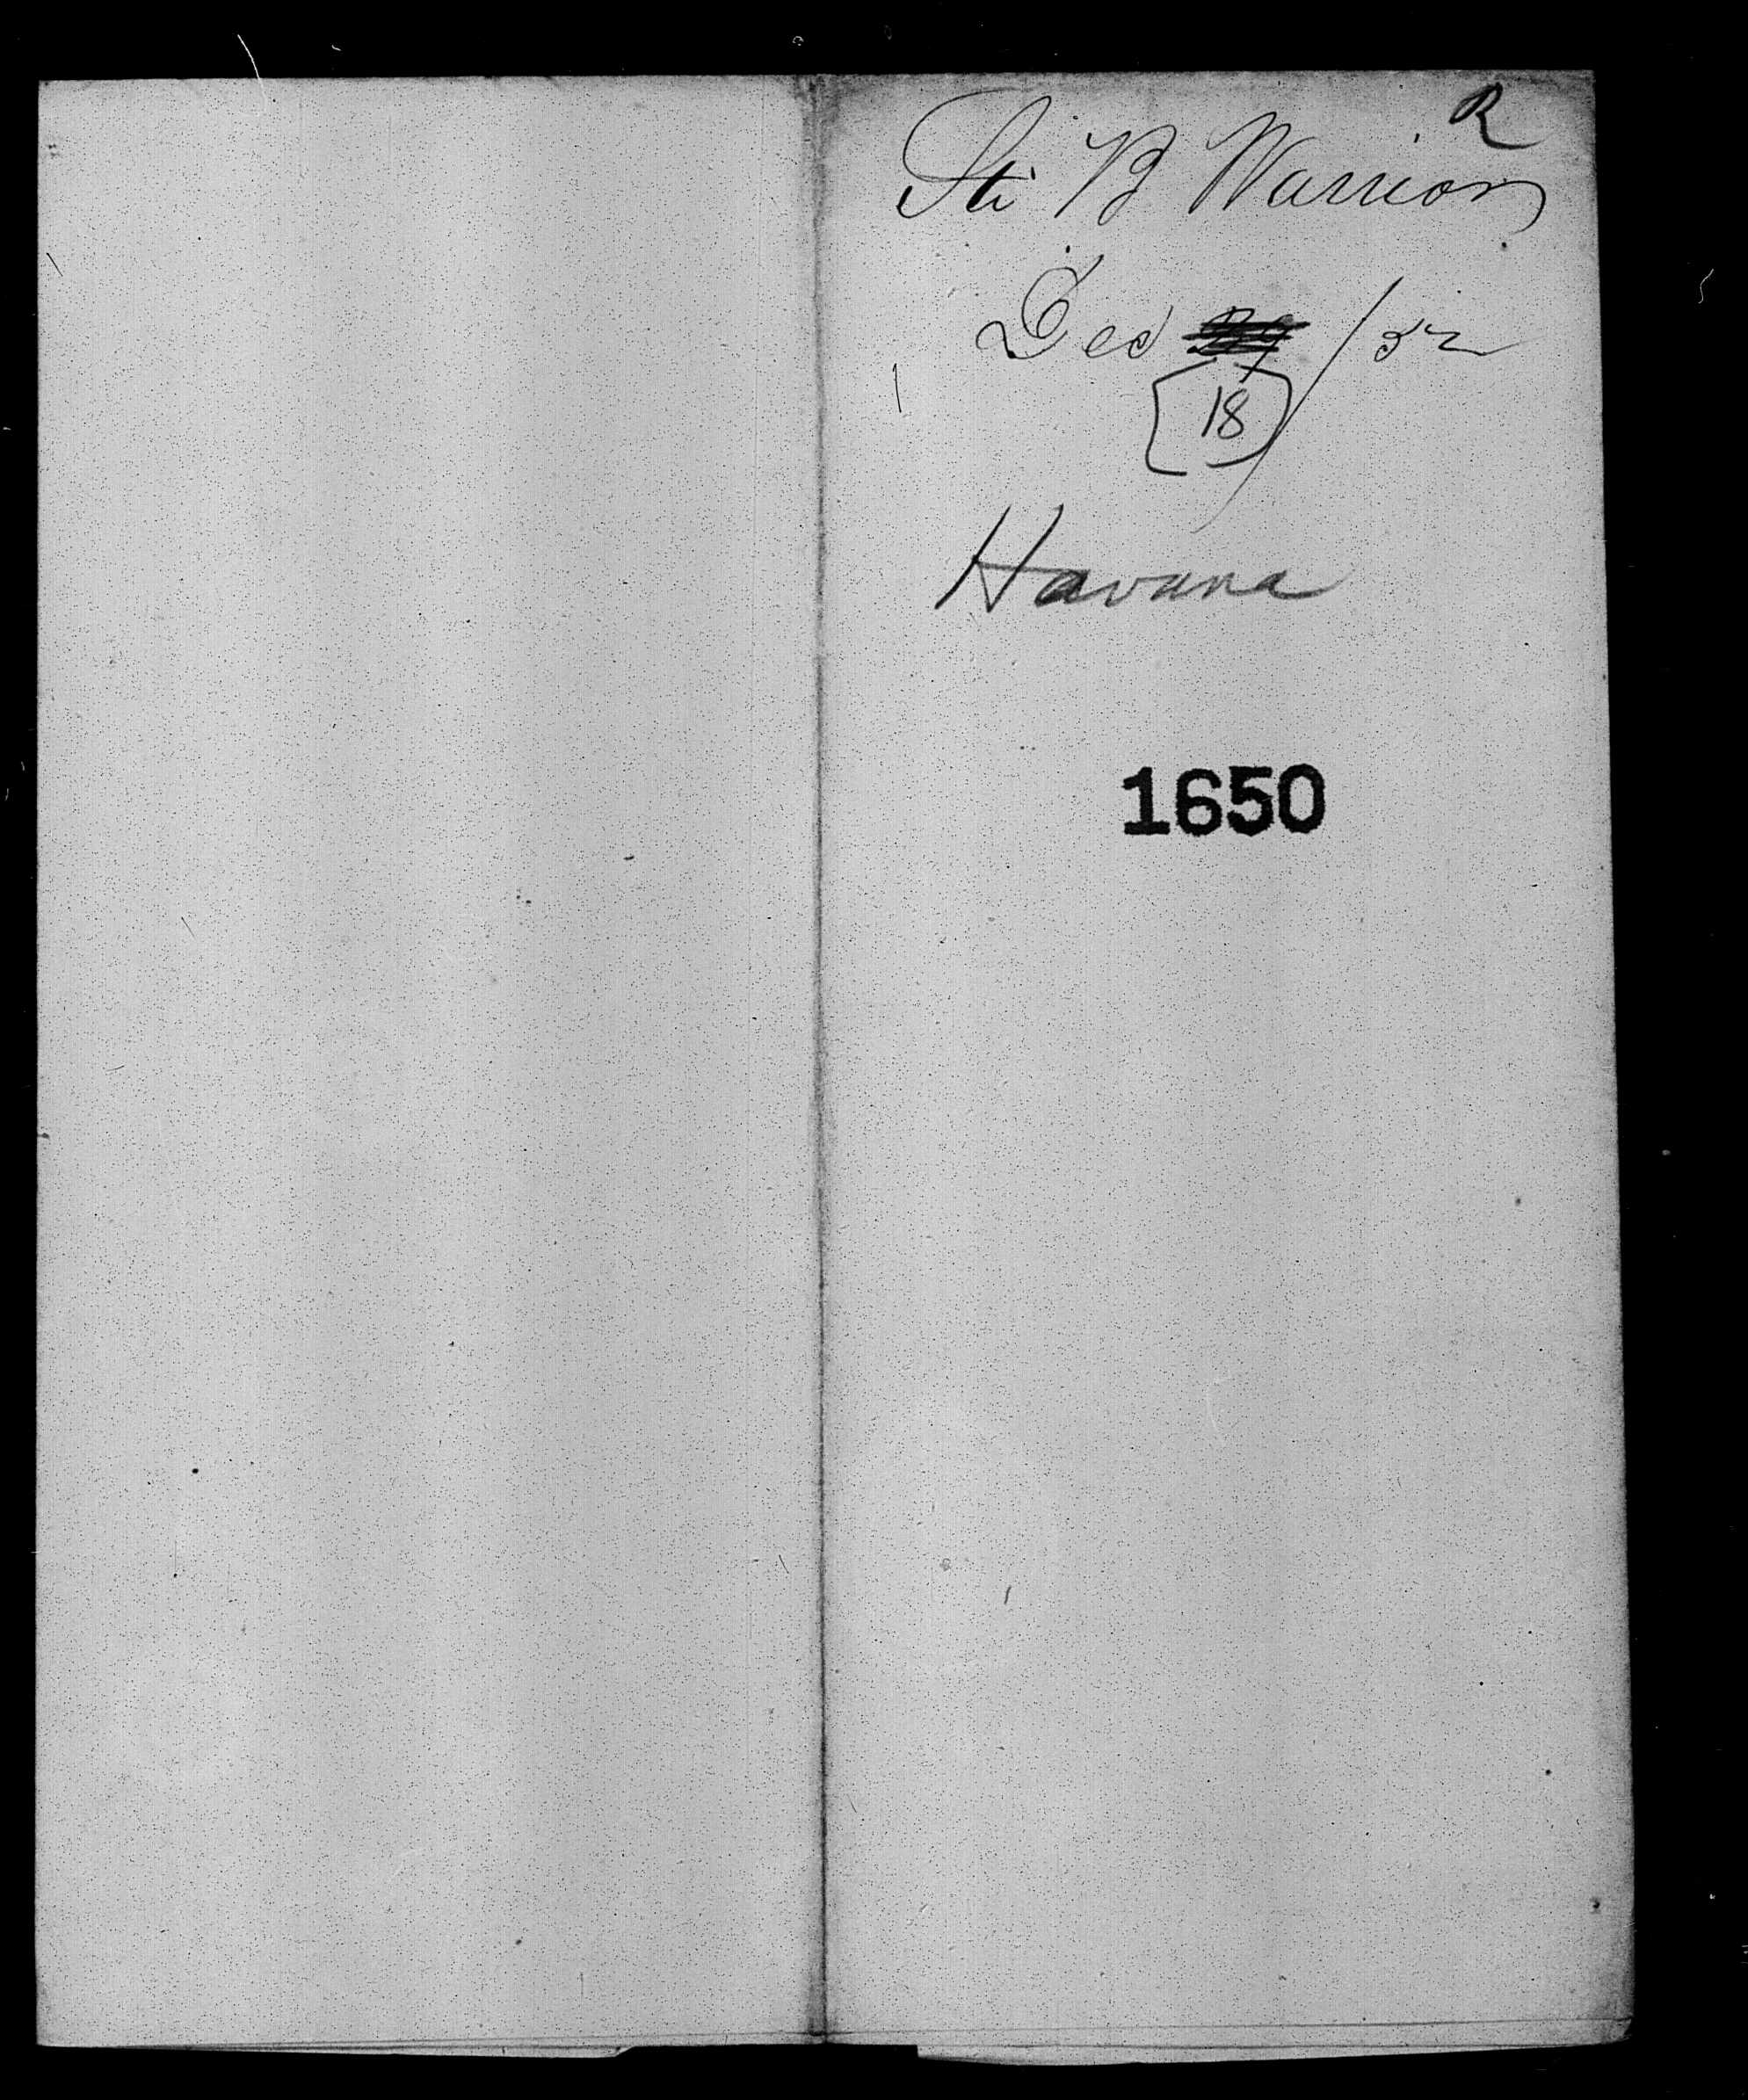 R
Str B Warrior
Dec /52
[18]
Havana
1650